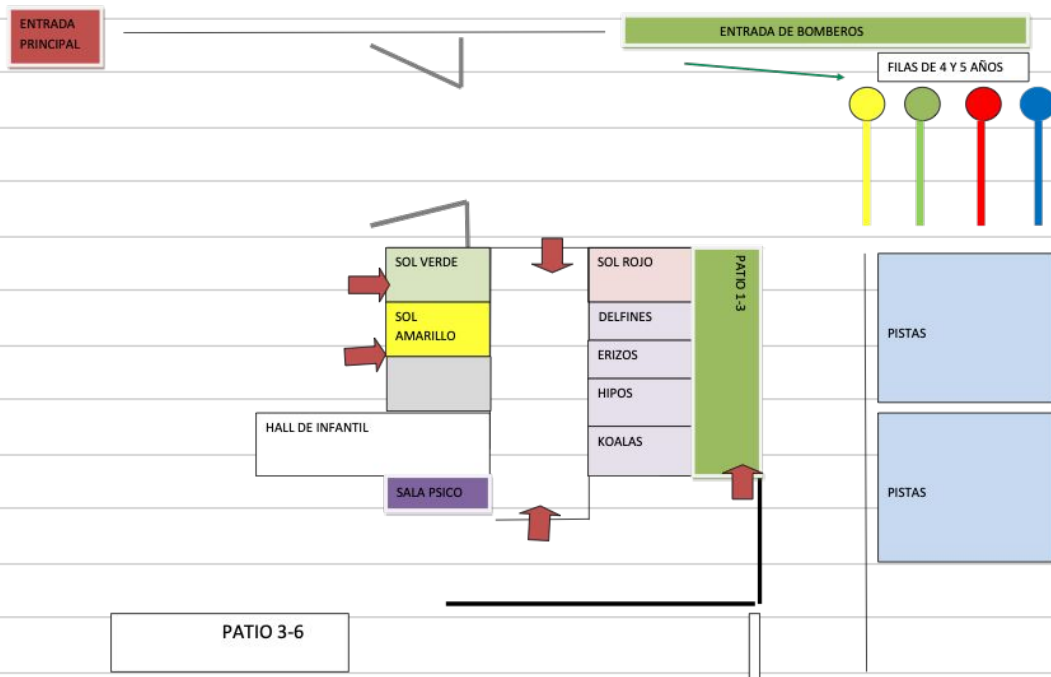 ENTRADA
PRINCIPAL
ENTRADA DE BOMBEROS
FILAS DE 4 Y 5 AÑOS
SOL VERDE
SOL ROJO
PATIO 1-3
SOL
AMARILLO
DELFINES
PISTAS
ERIZOS
HIPOS
HALL DE INFANTIL
KOALAS
SALA PSICO
PISTAS
PATIO 3-6